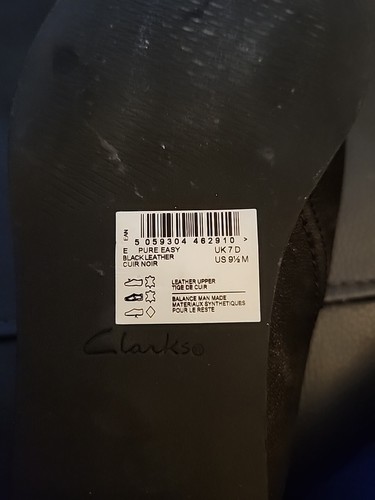 EAN
5 059304 462910 >
E PURE EASY UK 7 D
BLACK LEATHER US 9½ M
CUIR NOIR
LEATHER UPPER
TIGE DE CUIR
BALANCE MAN MADE
MATERIAUX SYNTHETIQUES
POUR LE RESTE
Clarks®